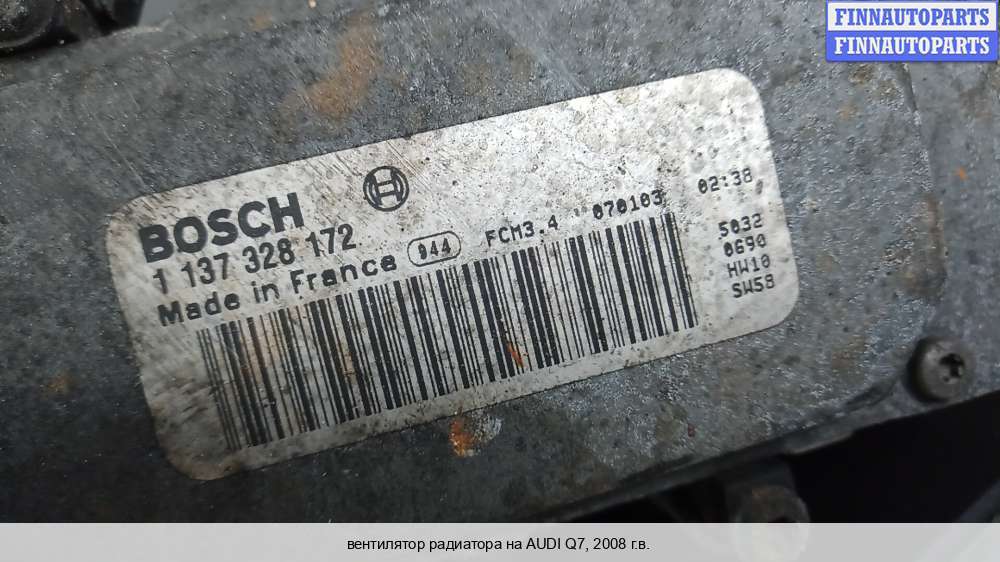 FINNAUTOPARTS
FINNAUTOPARTS
BOSCH
1 137 328 172
Made in France 944 FCM3.4 070103 02:38
5032
0690
HW10
SW58
вентилятор радиатора на AUDI Q7, 2008 г.в.